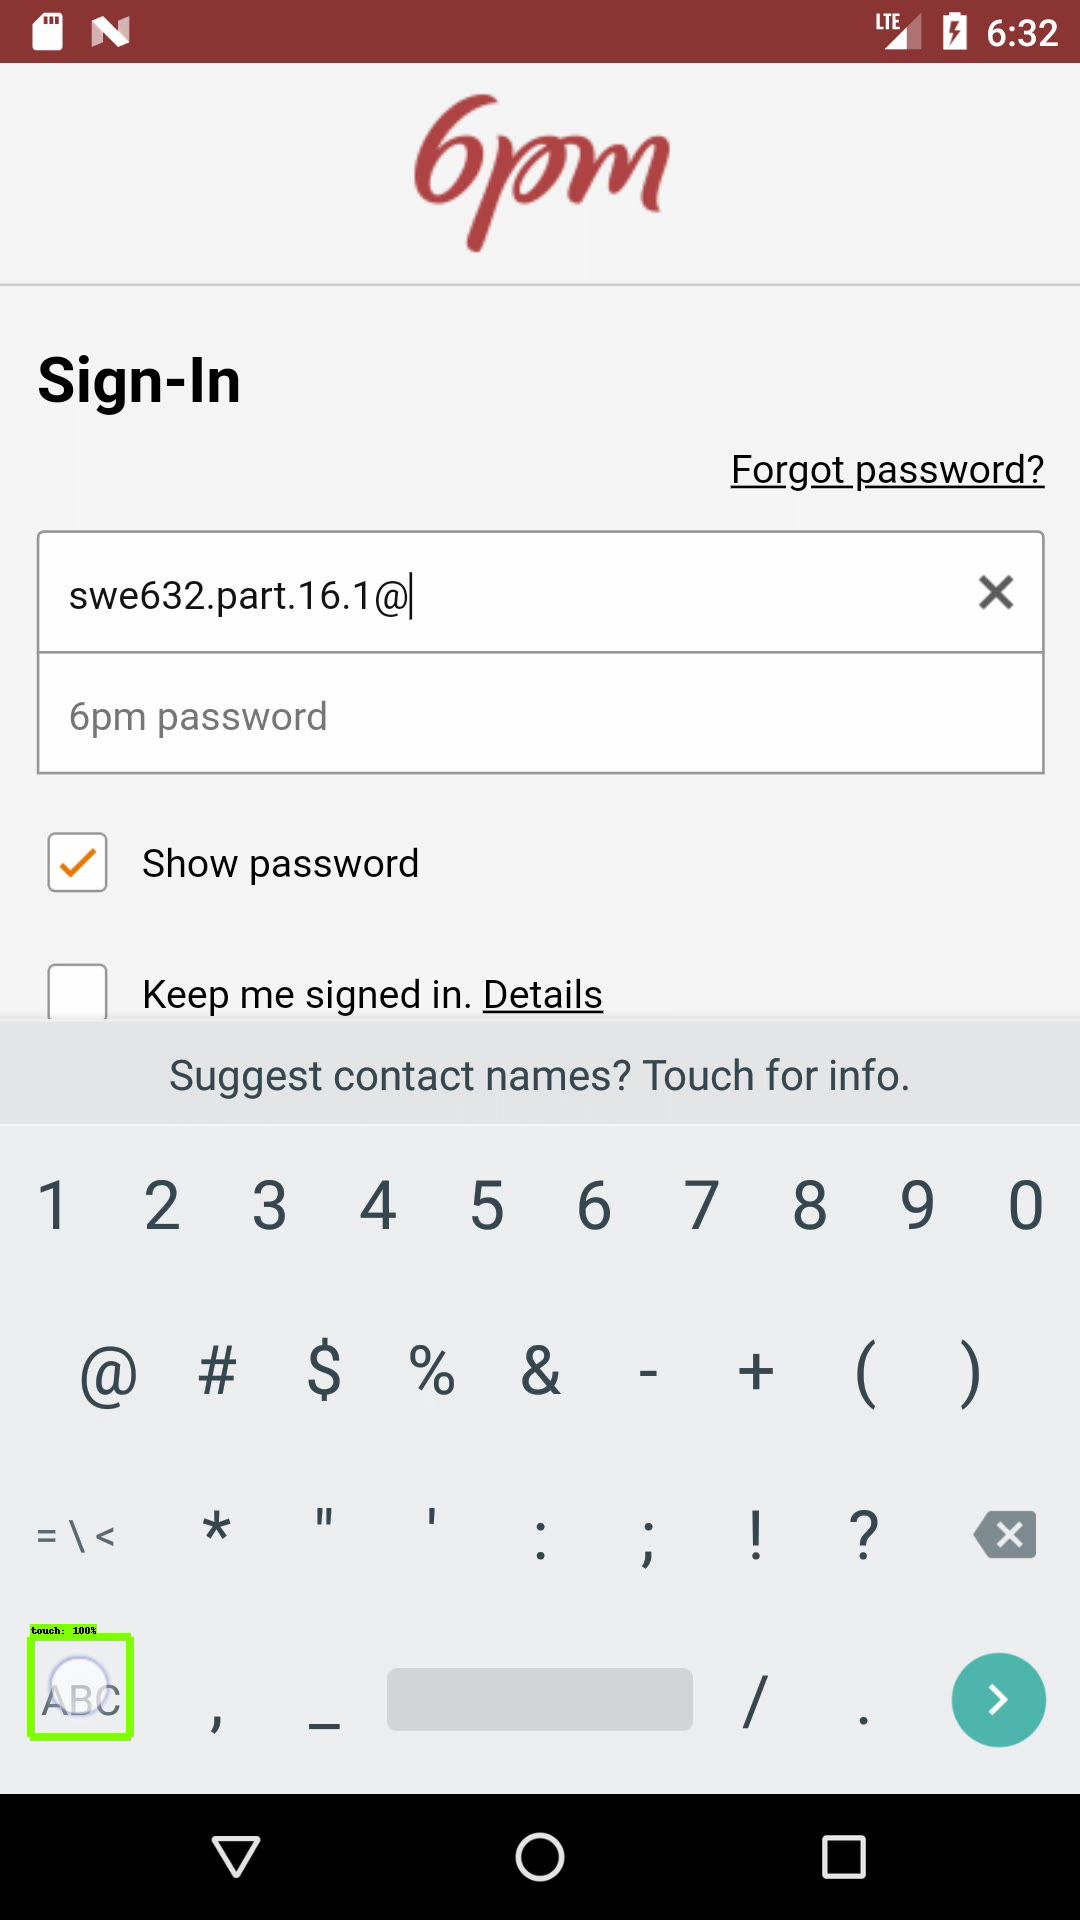 LTE 6:32
6pm
Sign-In
Forgot password?
swe632.part.16.1@
6pm password
Show password
Keep me signed in. Details
Suggest contact names? Touch for info.
1 2 3 4 5 6 7 8 9 0
@ # $ % & - + ( )
= \ < * " ' : ; ! ?
touch: 100%
ABC , _ / .